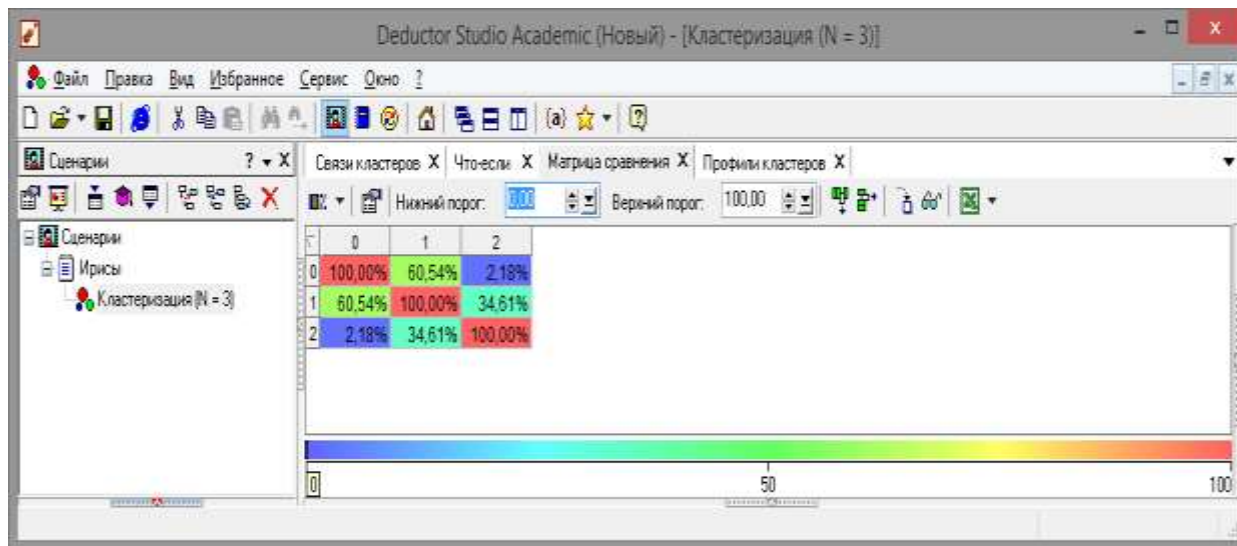 Deductor Studio Academic (Новый) - [Кластеризация (N = 3)]
Файл Правка Вид Избранное Сервис Окно ?
Сценарии
Связи кластеров Что-если Матрица сравнения Профили кластеров
Нижний порог: 0,00 Верхний порог: 100,00
Сценарии
Ирисы
Кластеризация (N = 3)
0 1 2
0 100,00% 60,54% 2,18%
1 60,54% 100,00% 34,61%
2 2,18% 34,61% 100,00%
0 50 100